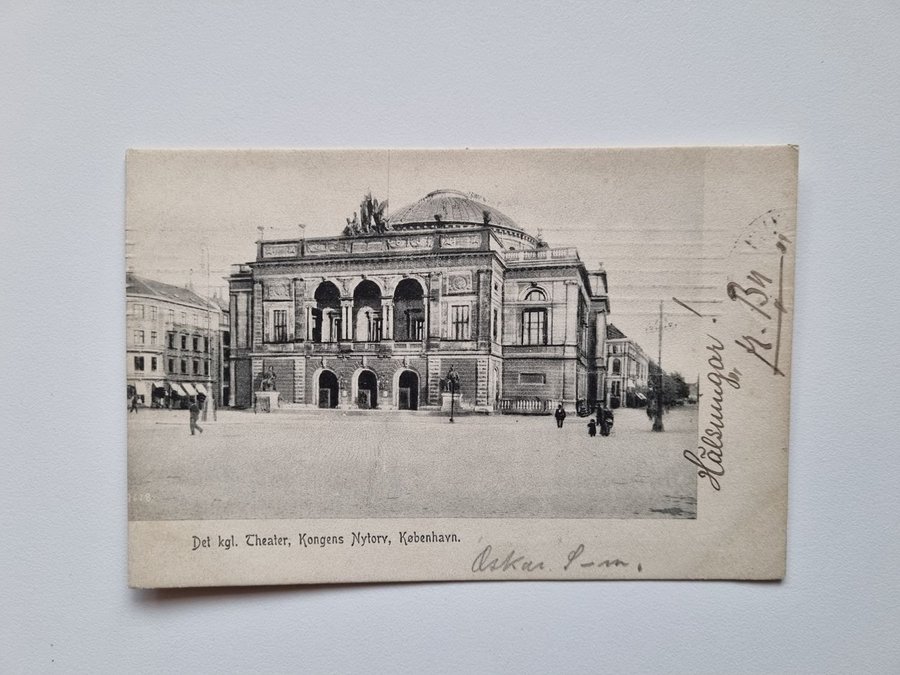 Det kgl. Theater, Kongens Nytorv, København.
Oskar. S-m.
Hälsningar!